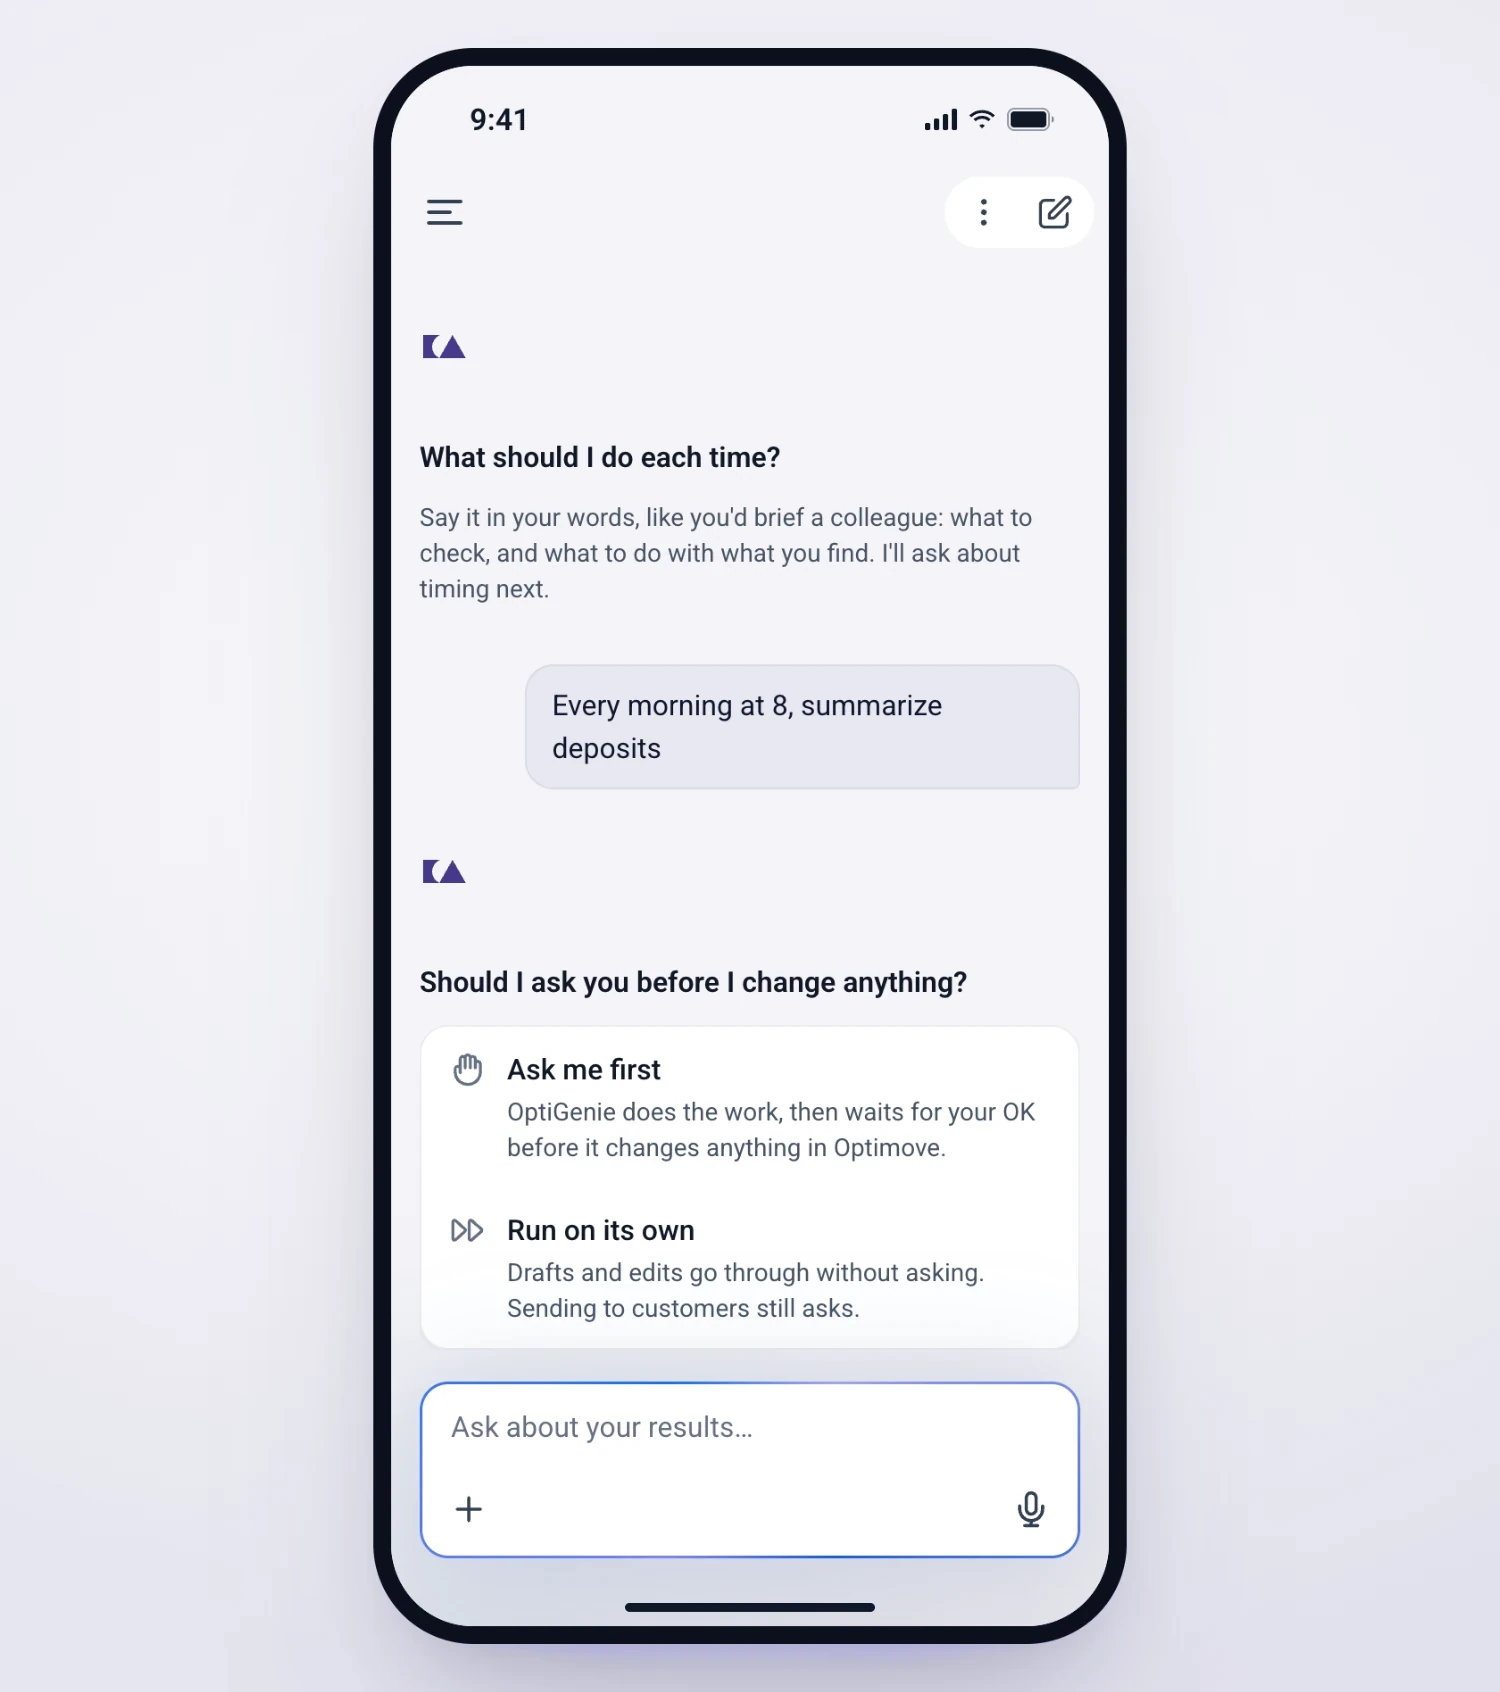 9:41
What should I do each time?
Say it in your words, like you'd brief a colleague: what to
check, and what to do with what you find. I'll ask about
timing next.
Every morning at 8, summarize
deposits
Should I ask you before I change anything?
Ask me first
OptiGenie does the work, then waits for your OK
before it changes anything in Optimove.
Run on its own
Drafts and edits go through without asking.
Sending to customers still asks.
Ask about your results…